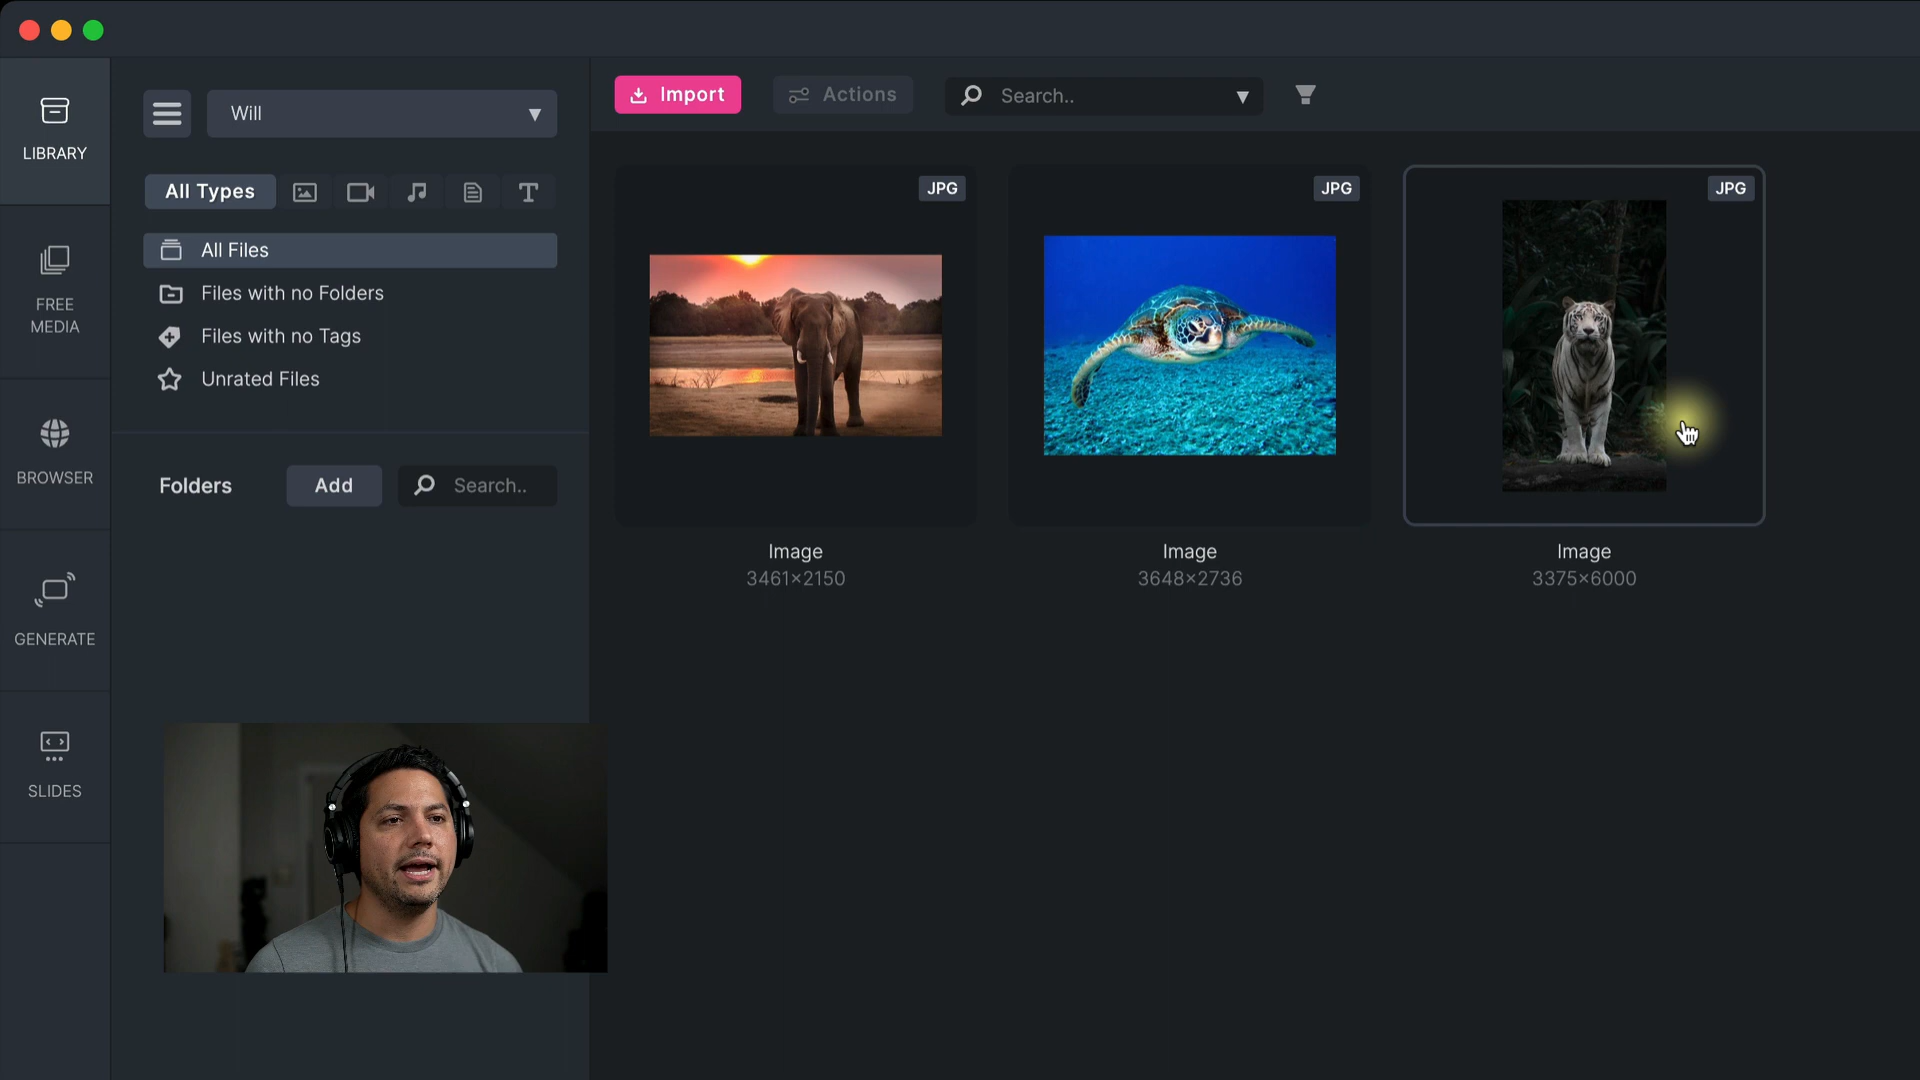 LIBRARY
FREE
MEDIA
BROWSER
GENERATE
SLIDES
Will
All Types
All Files
Files with no Folders
Files with no Tags
Unrated Files
Folders
Add
Search..
Import
Actions
Search..
JPG
Image
3461×2150
JPG
Image
3648×2736
JPG
Image
3375×6000